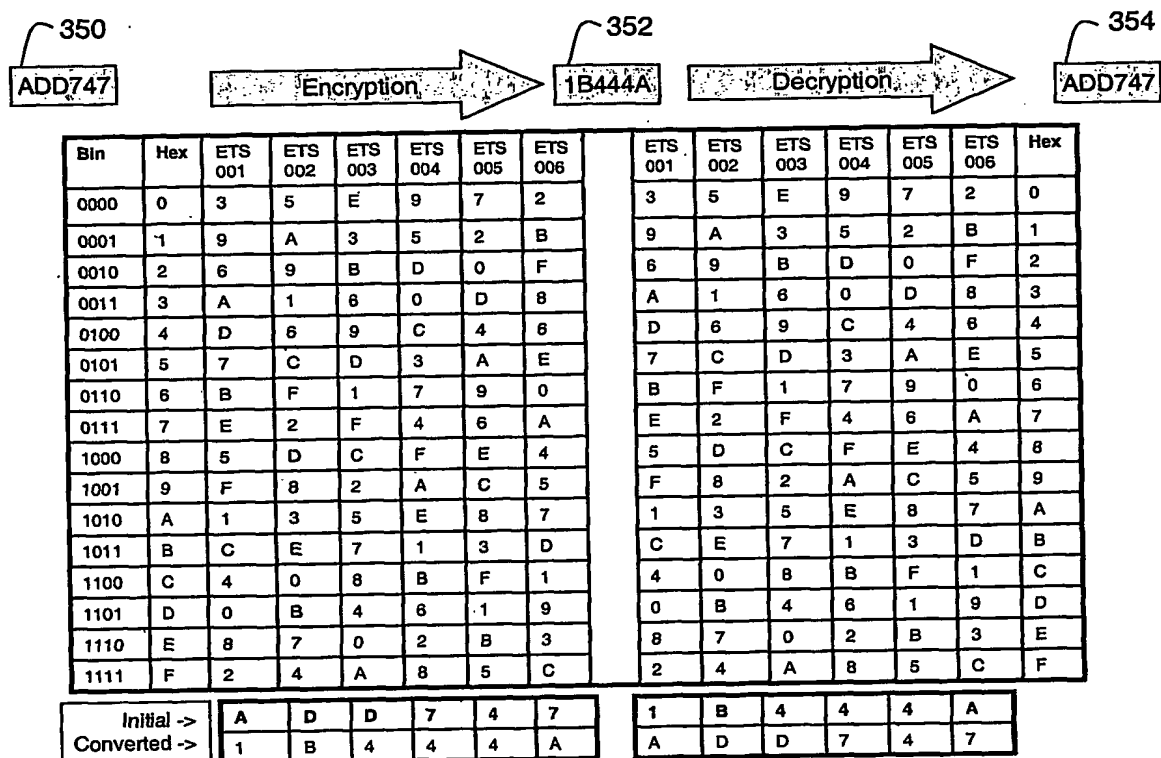 350 352 354
ADD747 Encryption 1B444A Decryption ADD747
Bin Hex ETS 001 ETS 002 ETS 003 ETS 004 ETS 005 ETS 006 ETS 001 ETS 002 ETS 003 ETS 004 ETS 005 ETS 006 Hex
0000 0 3 5 E 9 7 2 3 5 E 9 7 2 0
0001 1 9 A 3 5 2 B 9 A 3 5 2 B 1
0010 2 6 9 B D 0 F 6 9 B D 0 F 2
0011 3 A 1 6 0 D 8 A 1 6 0 D 8 3
0100 4 D 6 9 C 4 6 D 6 9 C 4 6 4
0101 5 7 C D 3 A E 7 C D 3 A E 5
0110 6 B F 1 7 9 0 B F 1 7 9 0 6
0111 7 E 2 F 4 6 A E 2 F 4 6 A 7
1000 8 5 D C F E 4 5 D C F E 4 8
1001 9 F 8 2 A C 5 F 8 2 A C 5 9
1010 A 1 3 5 E 8 7 1 3 5 E 8 7 A
1011 B C E 7 1 3 D C E 7 1 3 D B
1100 C 4 0 8 B F 1 4 0 8 B F 1 C
1101 D 0 B 4 6 1 9 0 B 4 6 1 9 D
1110 E 8 7 0 2 B 3 8 7 0 2 B 3 E
1111 F 2 4 A 8 5 C 2 4 A 8 5 C F
Initial -> A D D 7 4 7 1 B 4 4 4 A
Converted -> 1 B 4 4 4 A A D D 7 4 7